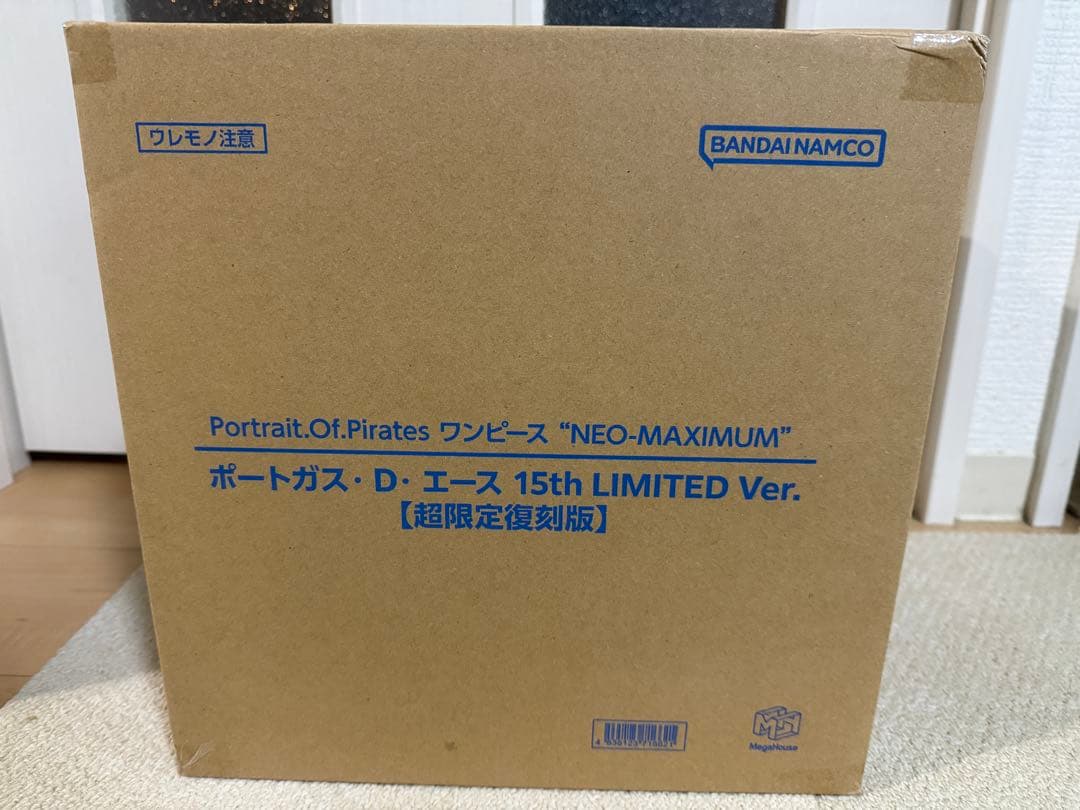 ウレモノ注意
BANDAI NAMCO
Portrait.Of.Pirates ワンピース “NEO-MAXIMUM”
ポートガス・D・エース 15th LIMITED Ver.
【超限定復刻版】
MegaHouse